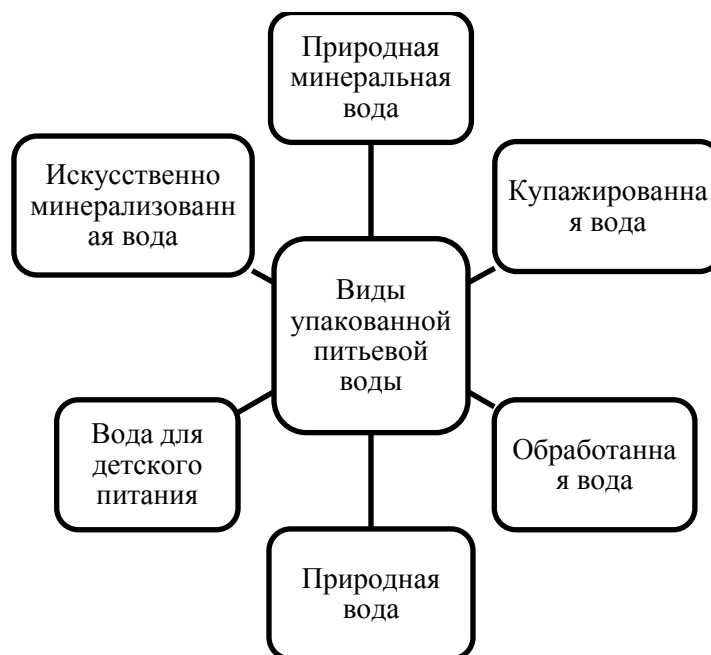 Природная
минеральная
вода
Искусственно
минерализованн
ая вода
Купажированна
я вода
Виды
упакованной
питьевой
воды
Вода для
детского
питания
Обработанна
я вода
Природная
вода